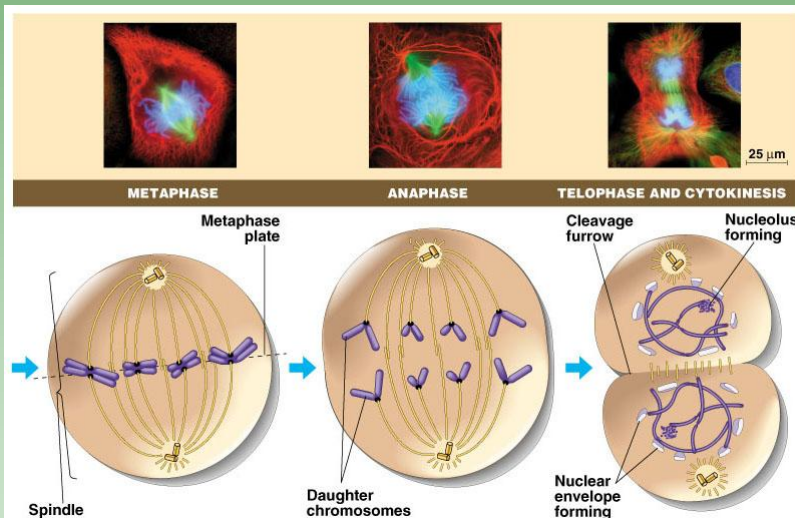 25 μm
METAPHASE
ANAPHASE
TELOPHASE AND CYTOKINESIS
Metaphase
plate
Cleavage
furrow
Nucleolus
forming
Spindle
Daughter
chromosomes
Nuclear
envelope
forming